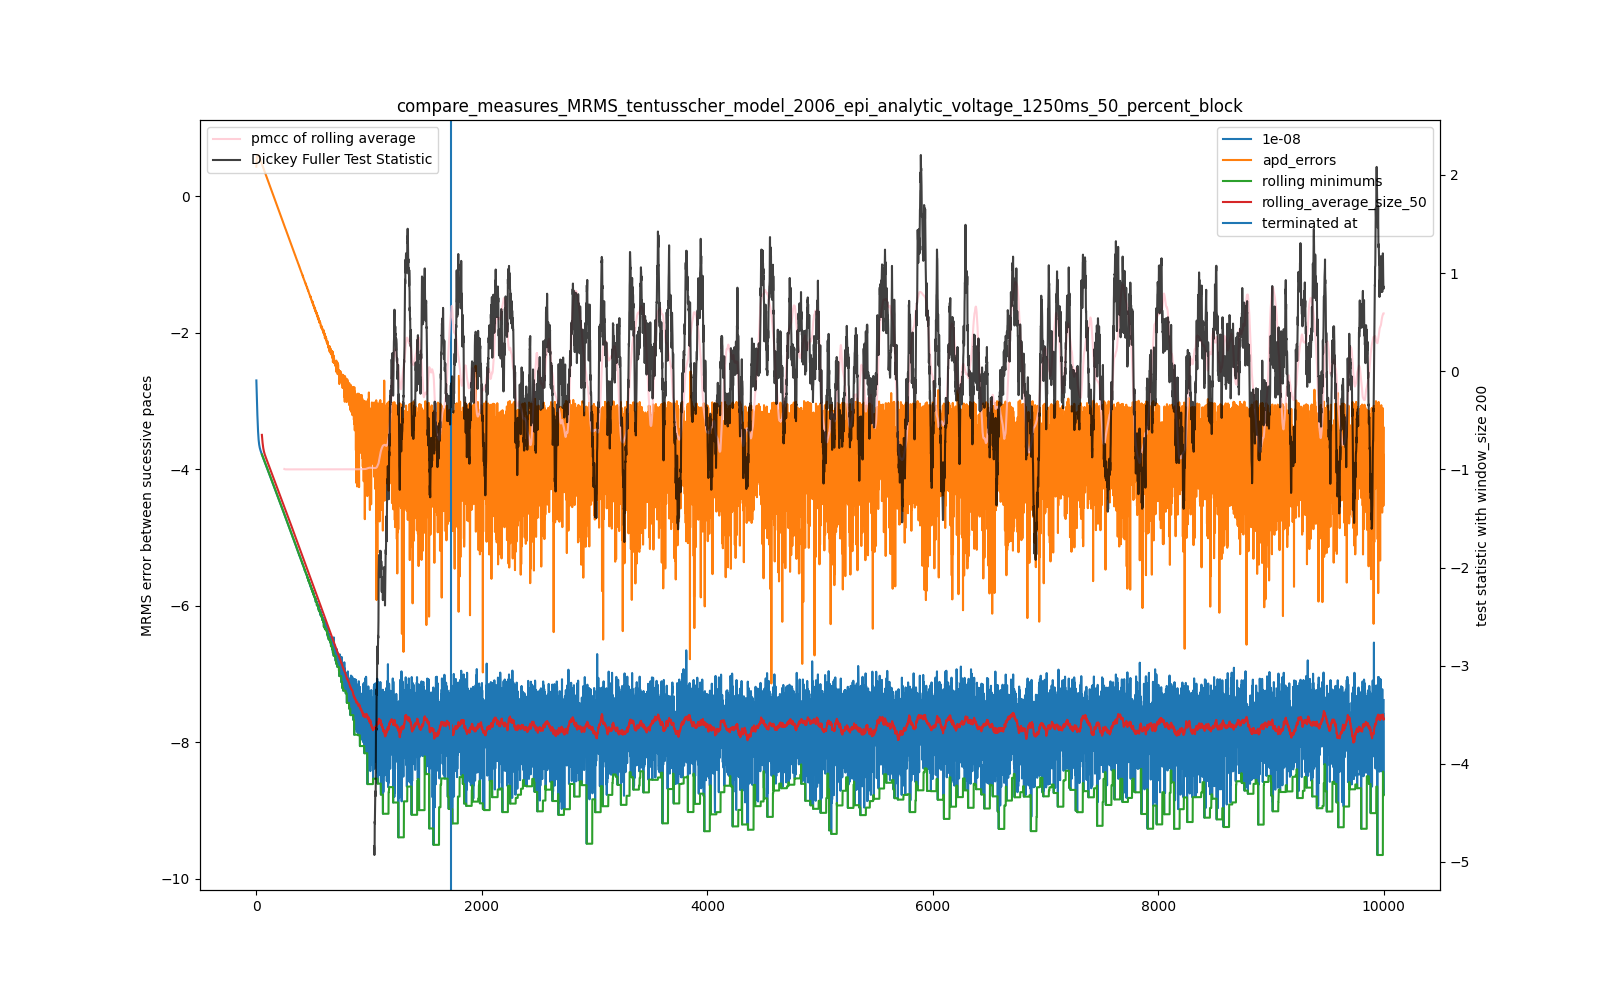 compare_measures_MRMS_tentusscher_model_2006_epi_analytic_voltage_1250ms_50_percent_block
pmcc of rolling average
Dickey Fuller Test Statistic
1e-08
apd_errors
rolling minimums
rolling_average_size_50
terminated at
MRMS error between sucessive paces
0
−2
−4
−6
−8
−10
test statistic with window_size 200
2
1
0
−1
−2
−3
−4
−5
0
2000
4000
6000
8000
10000